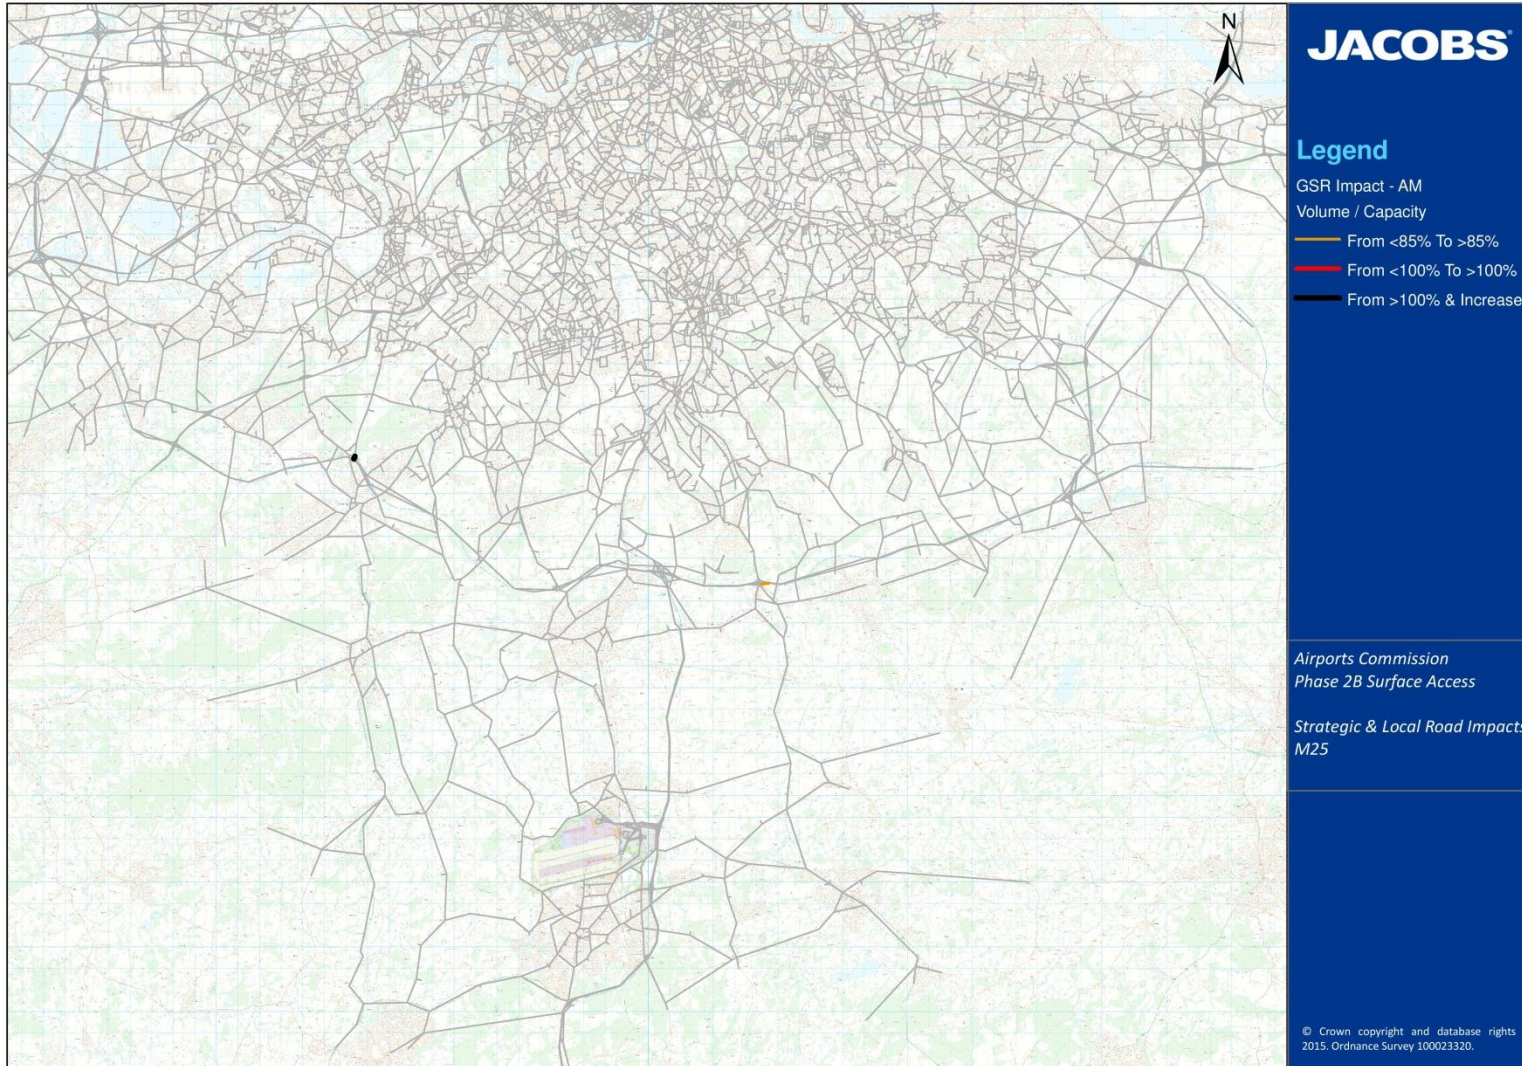 N
JACOBS
Legend
GSR Impact - AM
Volume / Capacity
From <85% To >85%
From <100% To >100%
From >100% & Increase
Airports Commission
Phase 2B Surface Access
Strategic & Local Road Impacts
M25
© Crown copyright and database rights
2015. Ordnance Survey 100023320.